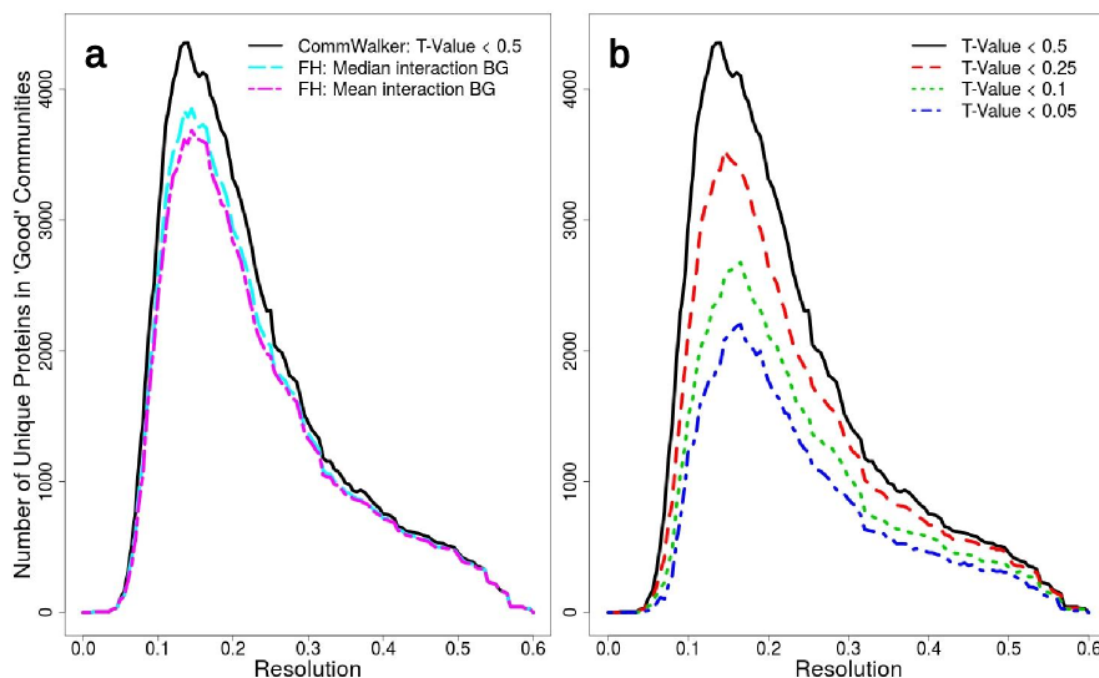 a
CommWalker: T-Value < 0.5
FH: Median interaction BG
FH: Mean interaction BG
Number of Unique Proteins in 'Good' Communities
4000
3000
2000
1000
0
0.0 0.1 0.2 0.3 0.4 0.5 0.6
Resolution
b
T-Value < 0.5
T-Value < 0.25
T-Value < 0.1
T-Value < 0.05
4000
3000
2000
1000
0
0.0 0.1 0.2 0.3 0.4 0.5 0.6
Resolution